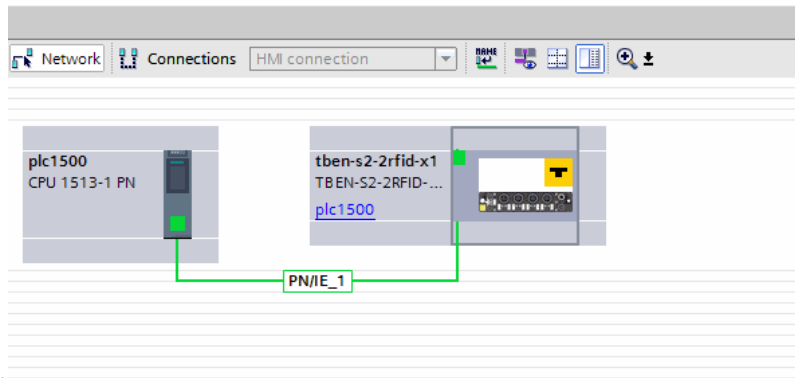 Network Connections HMI connection NAME
plc1500
CPU 1513-1 PN
tben-s2-2rfid-x1
TBEN-S2-2RFID-...
plc1500
PN/IE_1